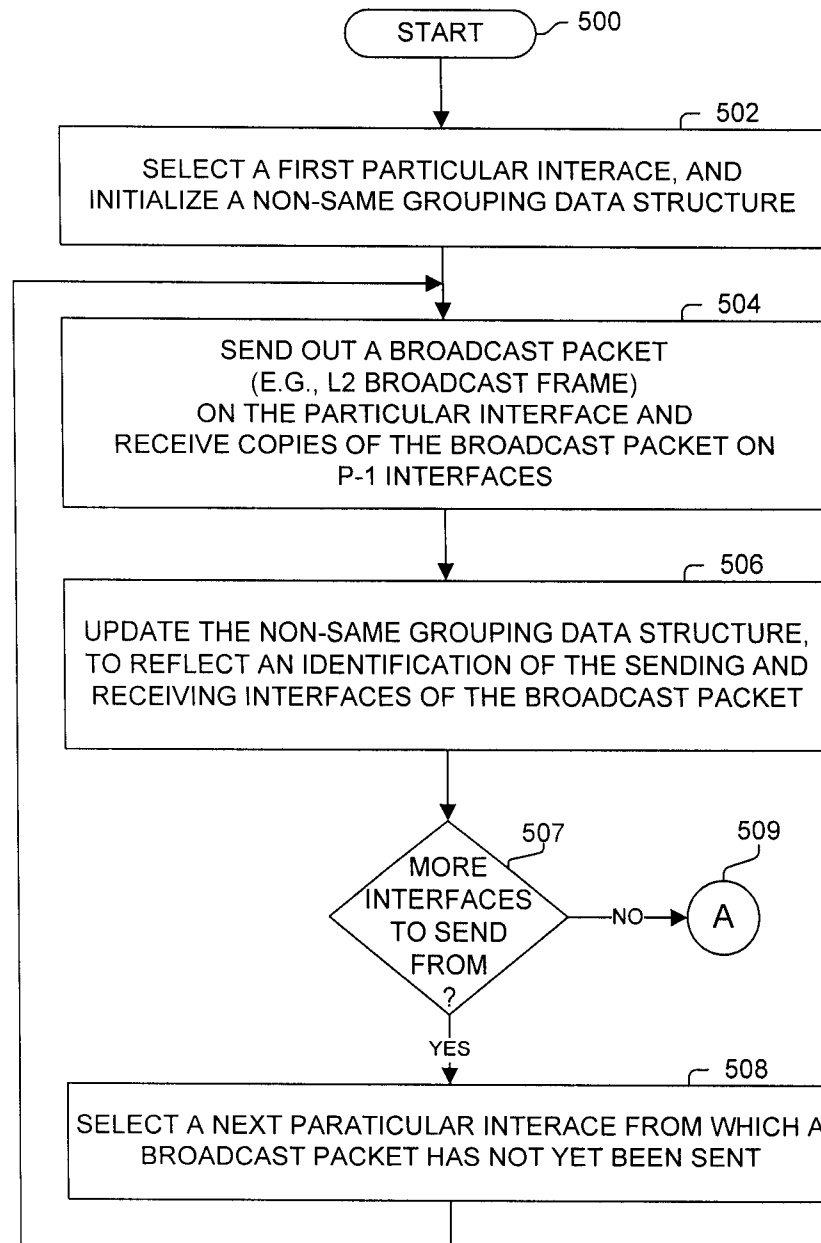 START
500
502
SELECT A FIRST PARTICULAR INTERACE, AND
INITIALIZE A NON-SAME GROUPING DATA STRUCTURE
504
SEND OUT A BROADCAST PACKET
(E.G., L2 BROADCAST FRAME)
ON THE PARTICULAR INTERFACE AND
RECEIVE COPIES OF THE BROADCAST PACKET ON
P-1 INTERFACES
506
UPDATE THE NON-SAME GROUPING DATA STRUCTURE,
TO REFLECT AN IDENTIFICATION OF THE SENDING AND
RECEIVING INTERFACES OF THE BROADCAST PACKET
507
MORE
INTERFACES
TO SEND
FROM
?
NO
509
A
YES
508
SELECT A NEXT PARATICULAR INTERACE FROM WHICH A
BROADCAST PACKET HAS NOT YET BEEN SENT